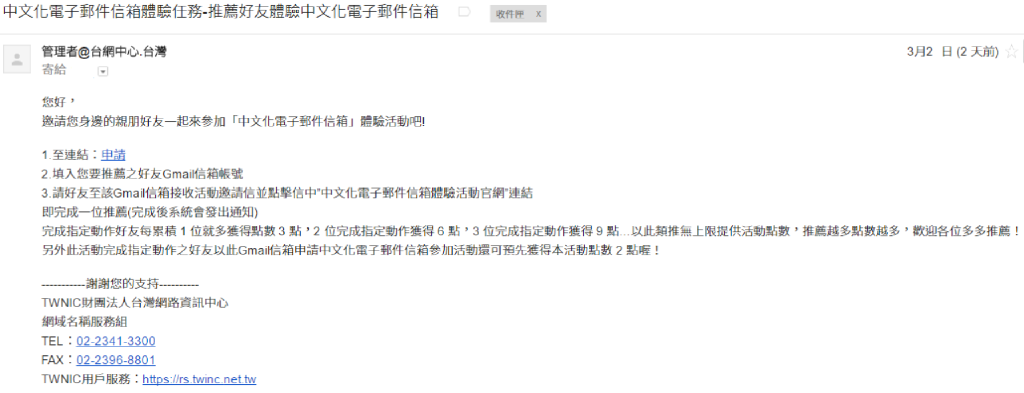 中文化電子郵件信箱體驗任務-推薦好友體驗中文化電子郵件信箱
收件匣 x
管理者@台網中心.台灣
3月2 日 (2 天前)
寄給
您好，
邀請您身邊的親朋好友一起來參加「中文化電子郵件信箱」體驗活動吧!
1.至連結：申請
2.填入您要推薦之好友Gmail信箱帳號
3.請好友至該Gmail信箱接收活動邀請信並點擊信中"中文化電子郵件信箱體驗活動官網"連結
即完成一位推薦(完成後系統會發出通知)
完成指定動作好友每累積 1 位就多獲得點數 3 點，2 位完成指定動作獲得 6 點，3 位完成指定動作獲得 9 點...以此類推無上限提供活動點數，推薦越多點數越多，歡迎各位多多推薦！
另外此活動完成指定動作之好友以此Gmail信箱申請中文化電子郵件信箱參加活動還可預先獲得本活動點數 2 點喔！
-----------謝謝您的支持----------
TWNIC財團法人台灣網路資訊中心
網域名稱服務組
TEL：02-2341-3300
FAX：02-2396-8801
TWNIC用戶服務：https://rs.twinc.net.tw